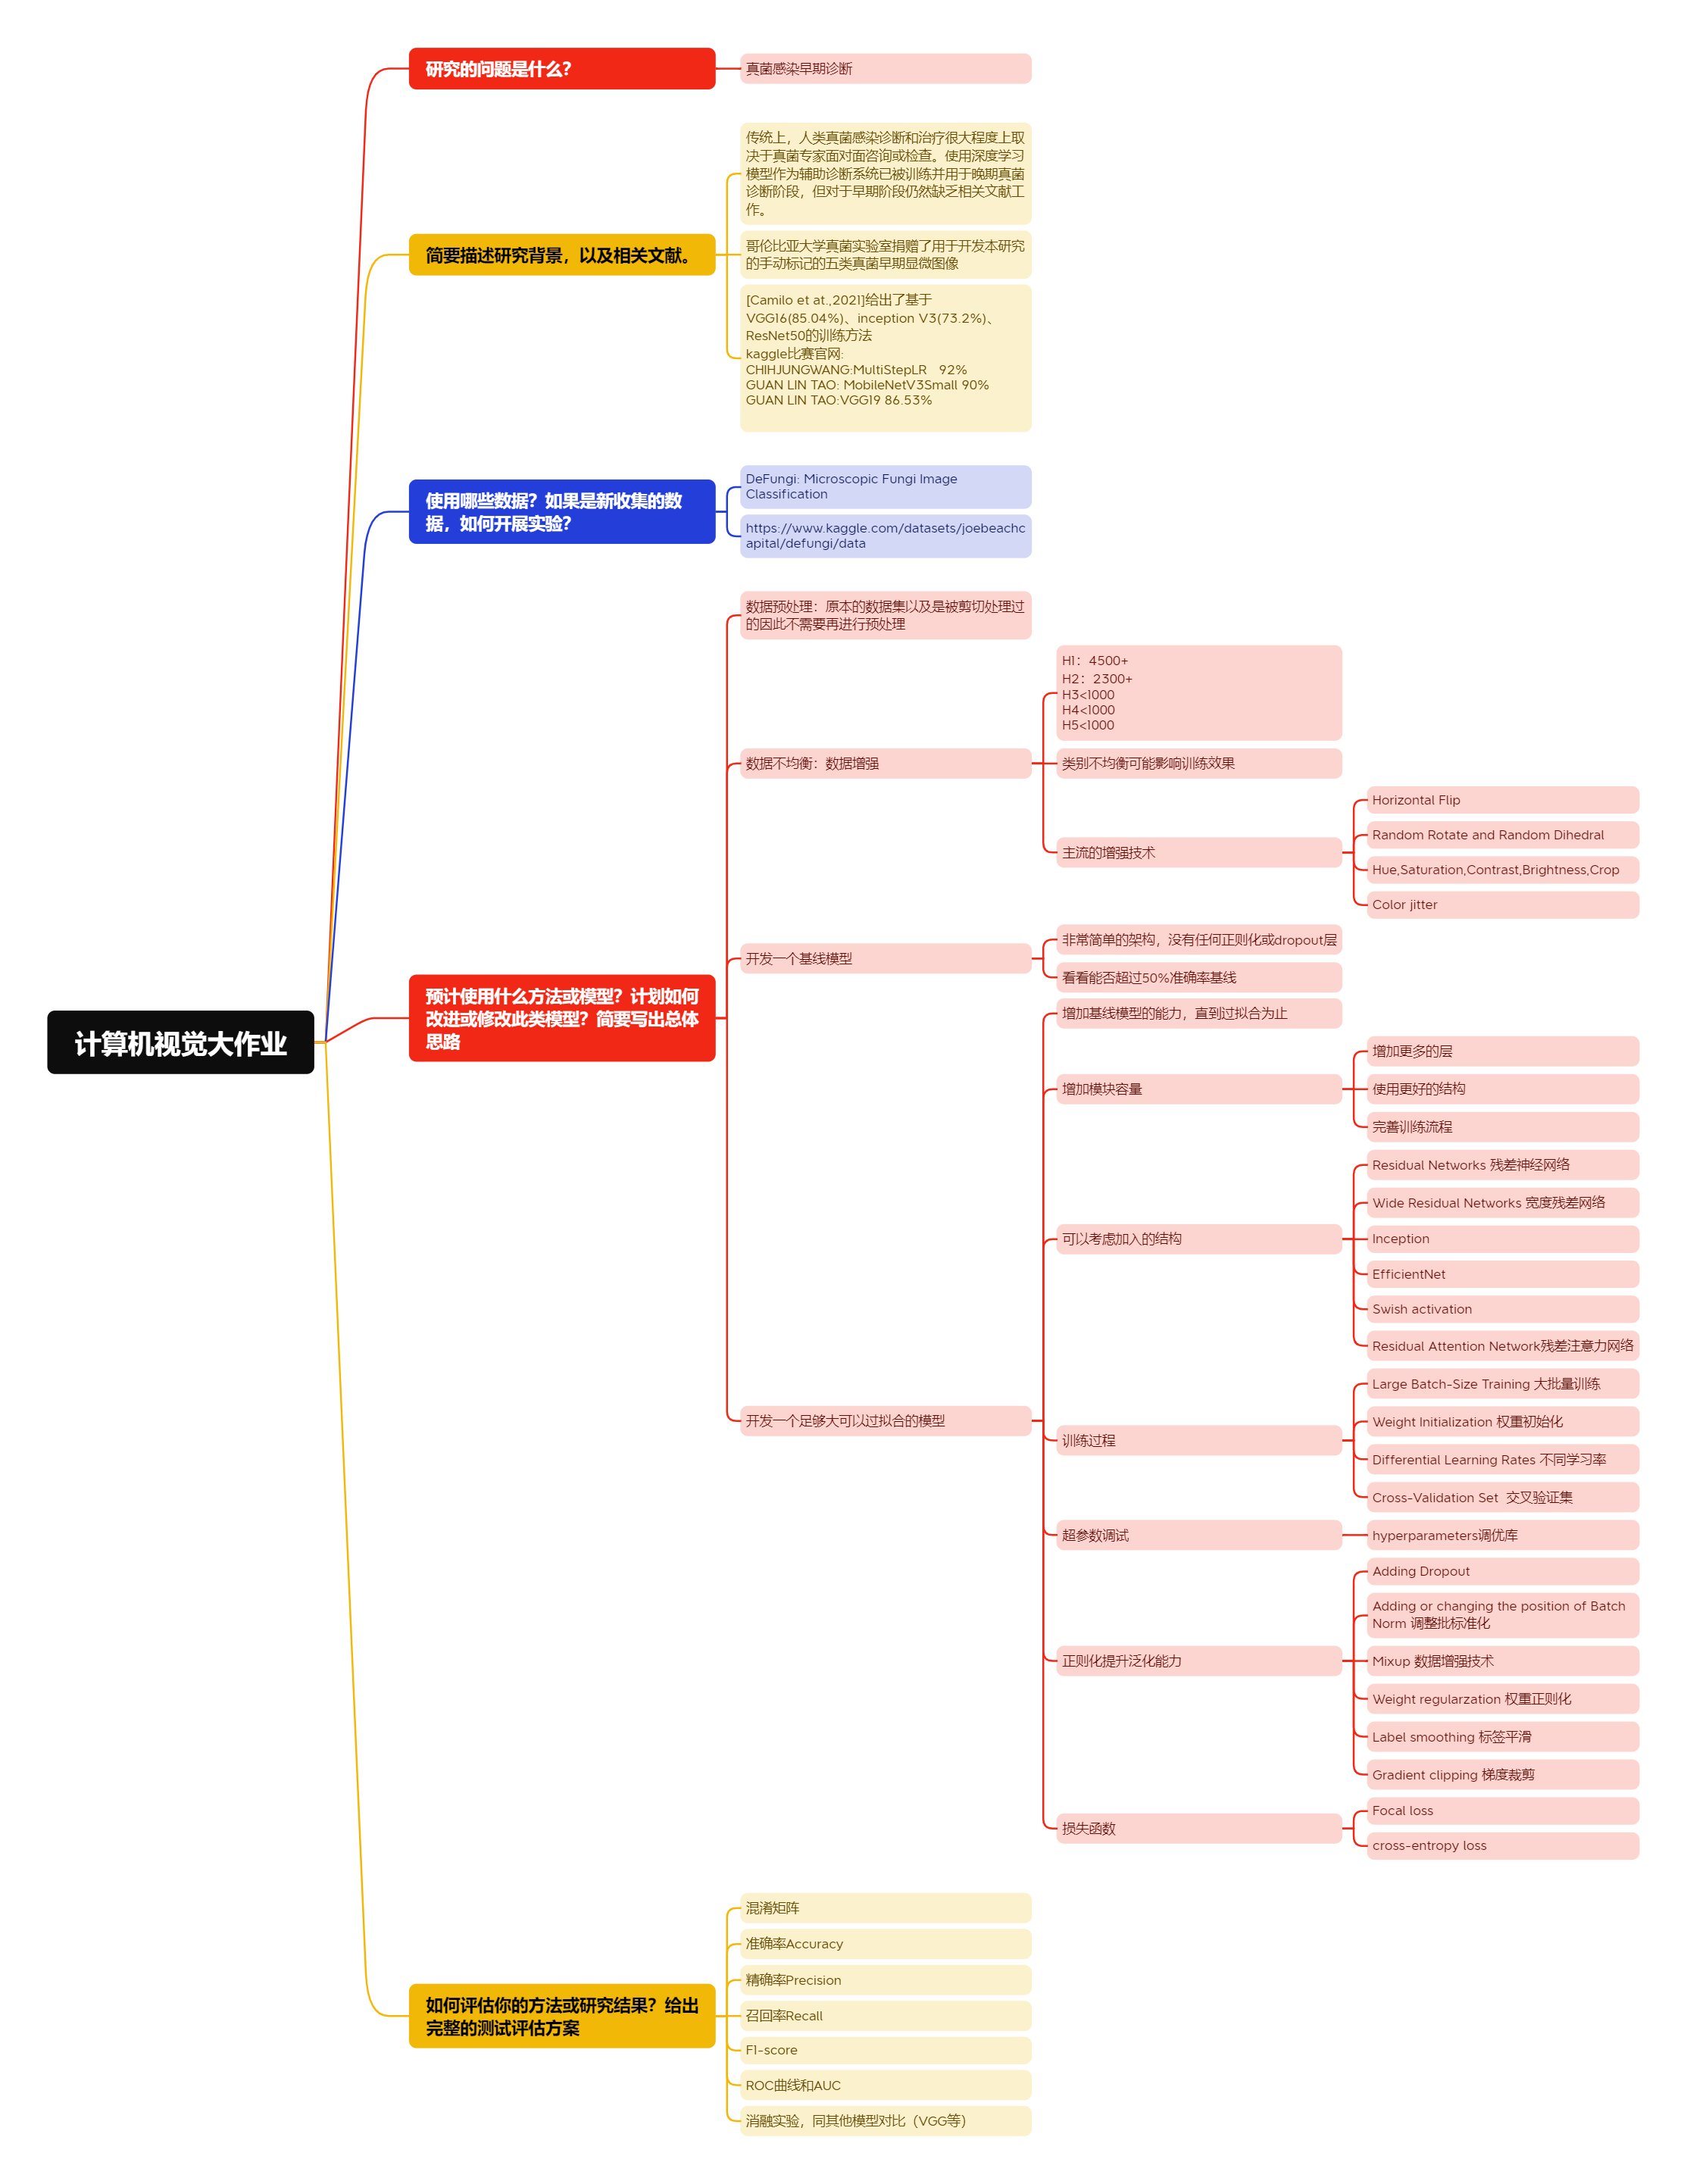 计算机视觉大作业
研究的问题是什么？
真菌感染早期诊断
简要描述研究背景，以及相关文献。
传统上，人类真菌感染诊断和治疗很大程度上取
决于真菌专家面对面咨询或检查。使用深度学习
模型作为辅助诊断系统已被训练并用于晚期真菌
诊断阶段，但对于早期阶段仍然缺乏相关文献工
作。
哥伦比亚大学真菌实验室捐赠了用于开发本研究
的手动标记的五类真菌早期显微图像
[Camilo et at.,2021]给出了基于
VGG16(85.04%)、inception V3(73.2%)、
ResNet50的训练方法
kaggle比赛官网:
CHIHJUNGWANG:MultiStepLR   92%
GUAN LIN TAO: MobileNetV3Small 90%
GUAN LIN TAO:VGG19 86.53%
使用哪些数据？如果是新收集的数
据，如何开展实验？
DeFungi: Microscopic Fungi Image
Classification
https://www.kaggle.com/datasets/joebeachc
apital/defungi/data
预计使用什么方法或模型？计划如何
改进或修改此类模型？简要写出总体
思路
数据预处理：原本的数据集以及是被剪切处理过
的因此不需要再进行预处理
数据不均衡：数据增强
H1：4500+
H2：2300+
H3<1000
H4<1000
H5<1000
类别不均衡可能影响训练效果
主流的增强技术
Horizontal Flip
Random Rotate and Random Dihedral
Hue,Saturation,Contrast,Brightness,Crop
Color jitter
开发一个基线模型
非常简单的架构，没有任何正则化或dropout层
看看能否超过50%准确率基线
开发一个足够大可以过拟合的模型
增加基线模型的能力，直到过拟合为止
增加模块容量
增加更多的层
使用更好的结构
完善训练流程
可以考虑加入的结构
Residual Networks 残差神经网络
Wide Residual Networks 宽度残差网络
Inception
EfficientNet
Swish activation
Residual Attention Network残差注意力网络
训练过程
Large Batch-Size Training 大批量训练
Weight Initialization 权重初始化
Differential Learning Rates 不同学习率
Cross-Validation Set  交叉验证集
超参数调试
hyperparameters调优库
正则化提升泛化能力
Adding Dropout
Adding or changing the position of Batch
Norm 调整批标准化
Mixup 数据增强技术
Weight regularzation 权重正则化
Label smoothing 标签平滑
Gradient clipping 梯度裁剪
损失函数
Focal loss
cross-entropy loss
如何评估你的方法或研究结果？给出
完整的测试评估方案
混淆矩阵
准确率Accuracy
精确率Precision
召回率Recall
F1-score
ROC曲线和AUC
消融实验，同其他模型对比（VGG等）